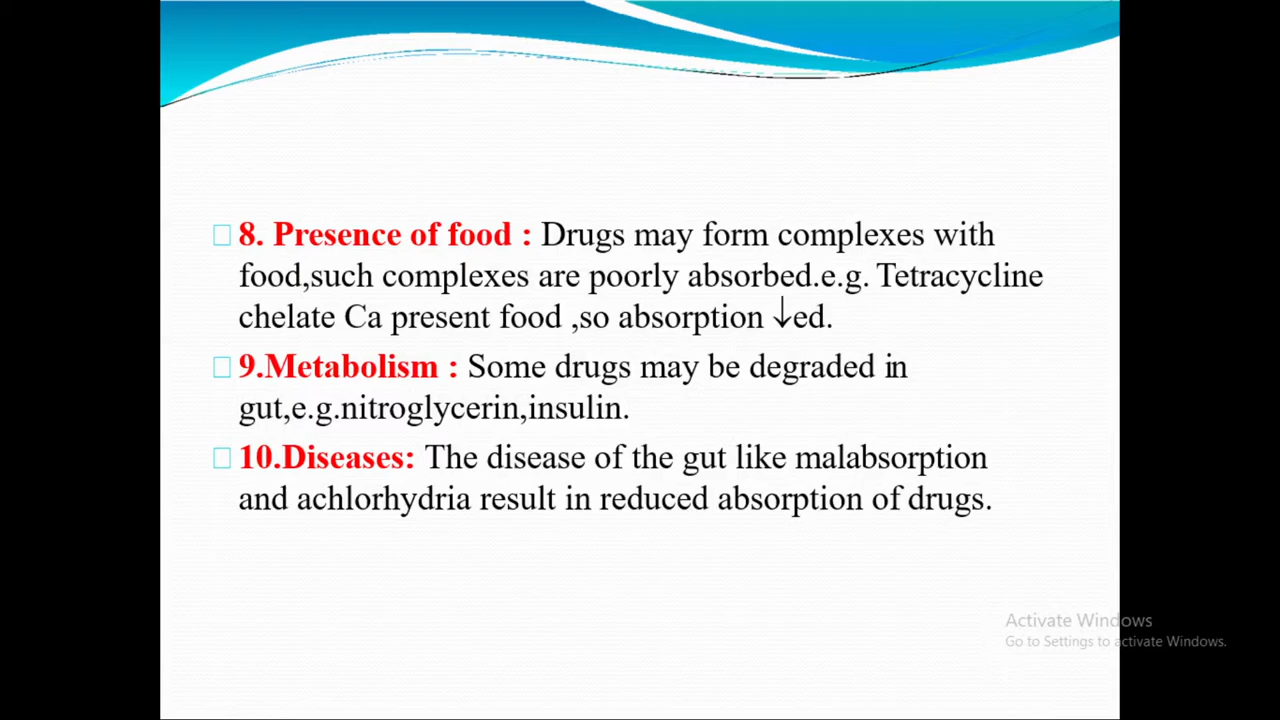 8. Presence of food : Drugs may form complexes with
food,such complexes are poorly absorbed.e.g. Tetracycline
chelate Ca present food ,so absorption ↓ed.
9.Metabolism : Some drugs may be degraded in
gut,e.g.nitroglycerin,insulin.
10.Diseases: The disease of the gut like malabsorption
and achlorhydria result in reduced absorption of drugs.
Activate Windows
Go to Settings to activate Windows.